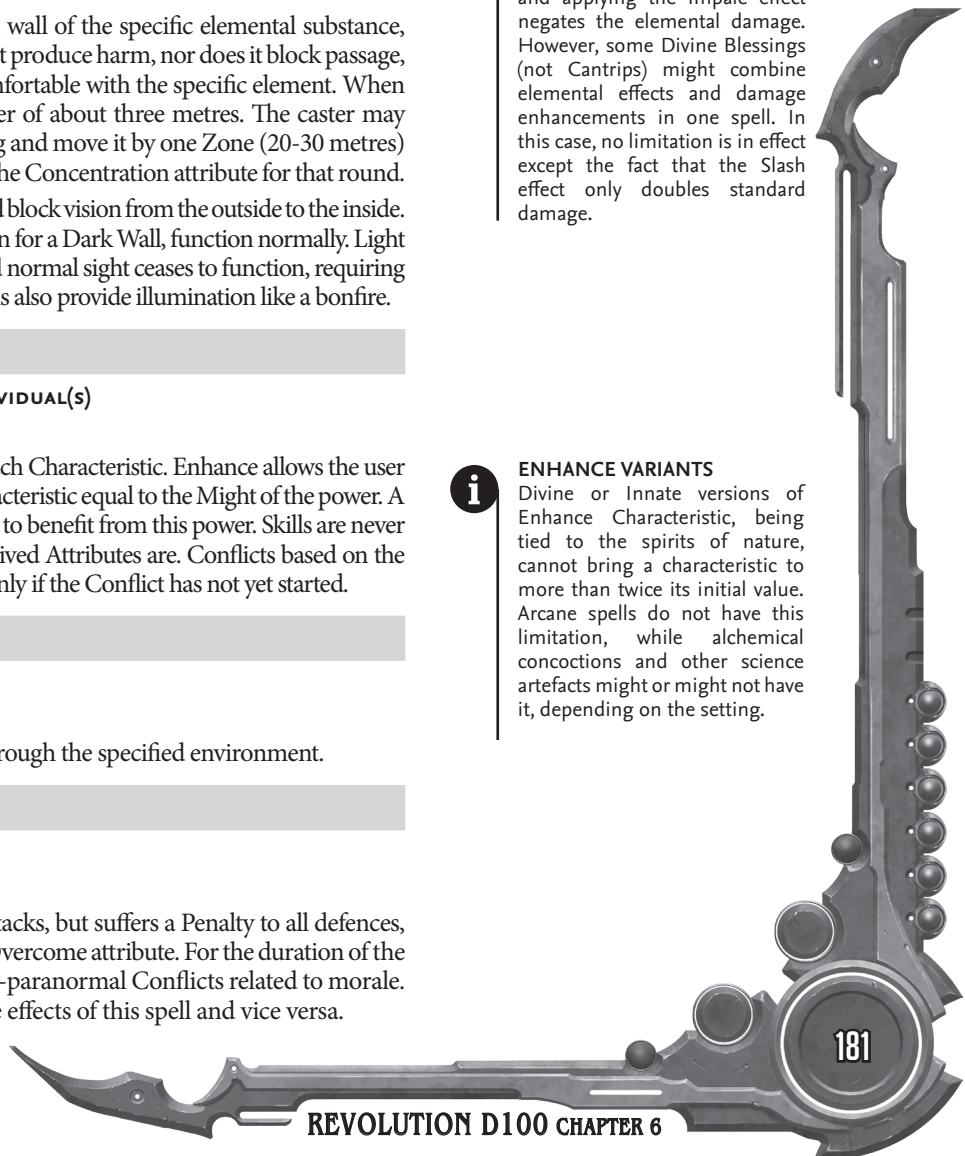 wall of the specific elemental substance,
t produce harm, nor does it block passage,
nfortable with the specific element. When
er of about three metres. The caster may
g and move it by one Zone (20-30 metres)
he Concentration attribute for that round.
d block vision from the outside to the inside.
n for a Dark Wall, function normally. Light
d normal sight ceases to function, requiring
s also provide illumination like a bonfire.
VIDUAL(S)
ch Characteristic. Enhance allows the user
acteristic equal to the Might of the power. A
to benefit from this power. Skills are never
ived Attributes are. Conflicts based on the
nly if the Conflict has not yet started.
rough the specified environment.
tacks, but suffers a Penalty to all defences,
vercome attribute. For the duration of the
-paranormal Conflicts related to morale.
e effects of this spell and vice versa.
and applying the Impale effect
negates the elemental damage.
However, some Divine Blessings
(not Cantrips) might combine
elemental effects and damage
enhancements in one spell. In
this case, no limitation is in effect
except the fact that the Slash
effect only doubles standard
damage.
i
ENHANCE VARIANTS
Divine or Innate versions of
Enhance Characteristic, being
tied to the spirits of nature,
cannot bring a characteristic to
more than twice its initial value.
Arcane spells do not have this
limitation, while alchemical
concoctions and other science
artefacts might or might not have
it, depending on the setting.
181
REVOLUTION D100 CHAPTER 6